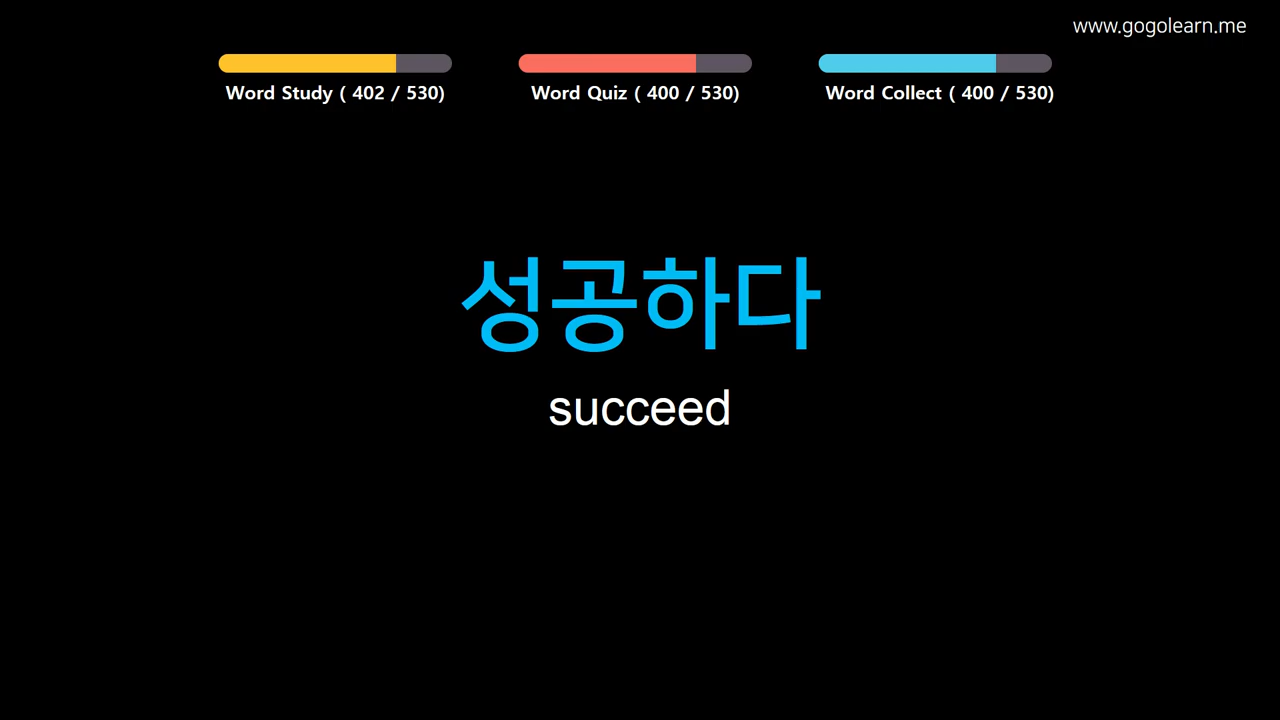 www.gogolearn.me
Word Study ( 402 / 530)
Word Quiz ( 400 / 530)
Word Collect ( 400 / 530)
성공하다
succeed